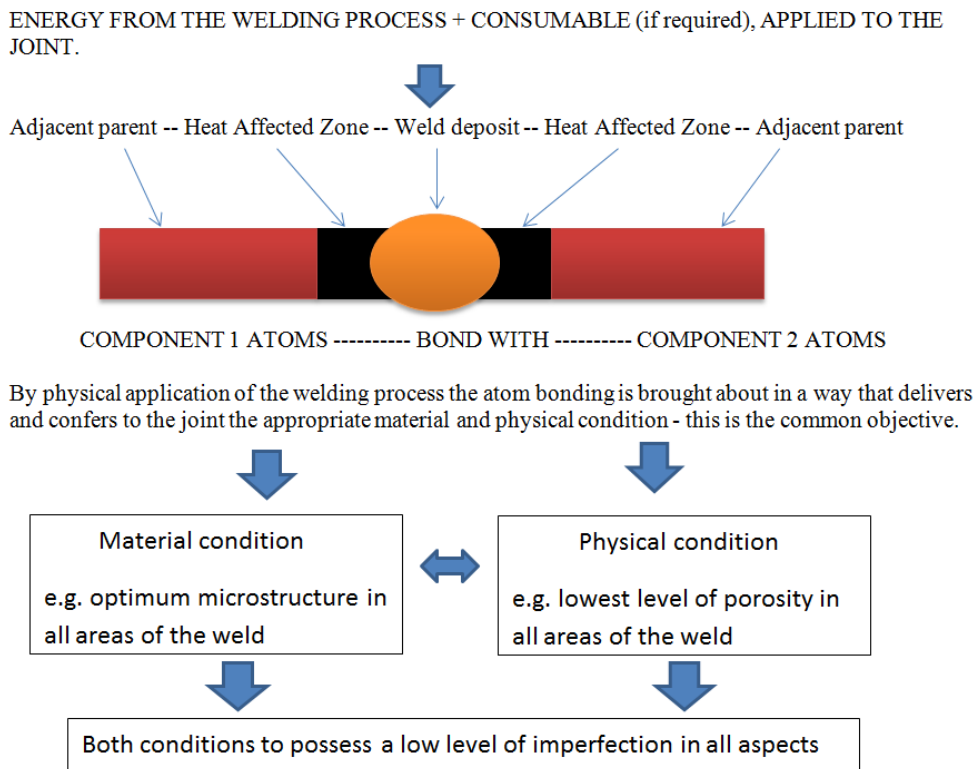 ENERGY FROM THE WELDING PROCESS + CONSUMABLE (if required), APPLIED TO THE
JOINT.
Adjacent parent -- Heat Affected Zone -- Weld deposit -- Heat Affected Zone -- Adjacent parent
COMPONENT 1 ATOMS ---------- BOND WITH ---------- COMPONENT 2 ATOMS
By physical application of the welding process the atom bonding is brought about in a way that delivers
and confers to the joint the appropriate material and physical condition - this is the common objective.
Material condition
e.g. optimum microstructure in
all areas of the weld
Physical condition
e.g. lowest level of porosity in
all areas of the weld
Both conditions to possess a low level of imperfection in all aspects